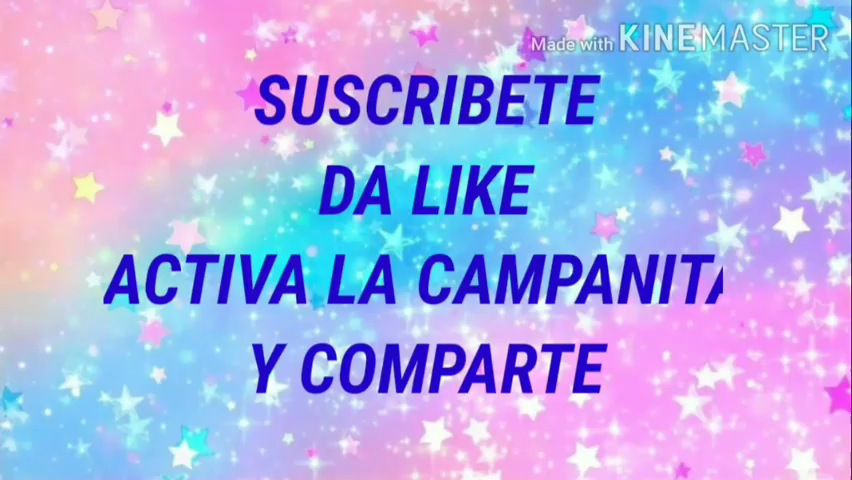 Made with KINEMASTER
SUSCRIBETE
DA LIKE
ACTIVA LA CAMPANITA
Y COMPARTE